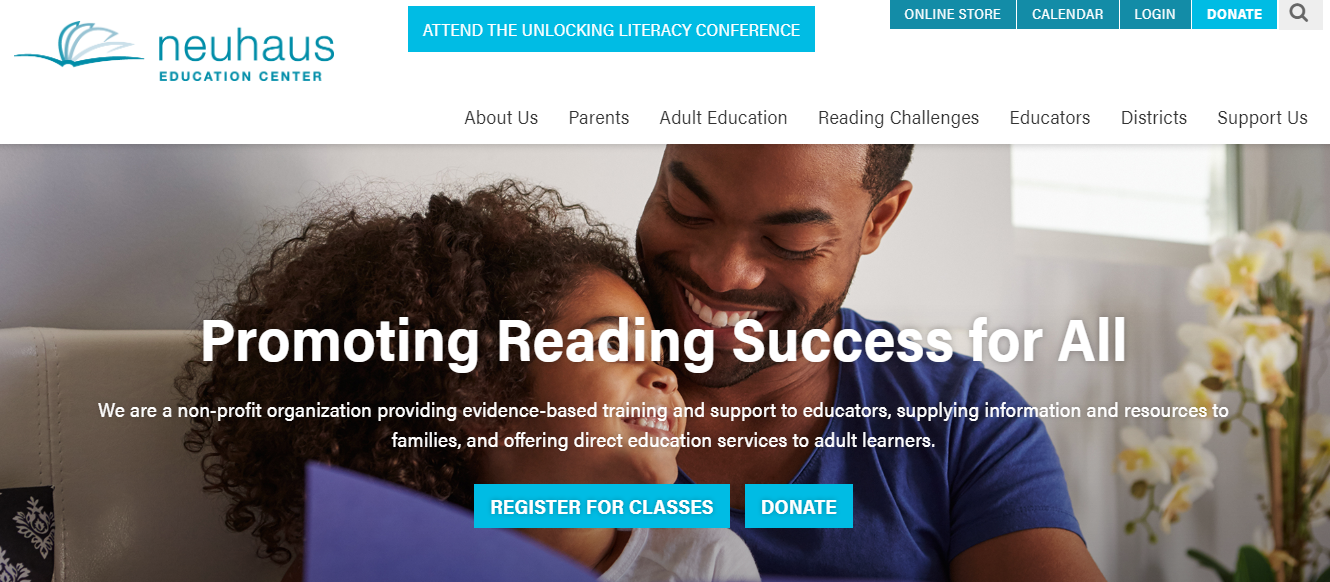 neuhaus
EDUCATION CENTER
ATTEND THE UNLOCKING LITERACY CONFERENCE
ONLINE STORE
CALENDAR
LOGIN
DONATE
About Us
Parents
Adult Education
Reading Challenges
Educators
Districts
Support Us
Promoting Reading Success for All
We are a non-profit organization providing evidence-based training and support to educators, supplying information and resources to
families, and offering direct education services to adult learners.
REGISTER FOR CLASSES
DONATE